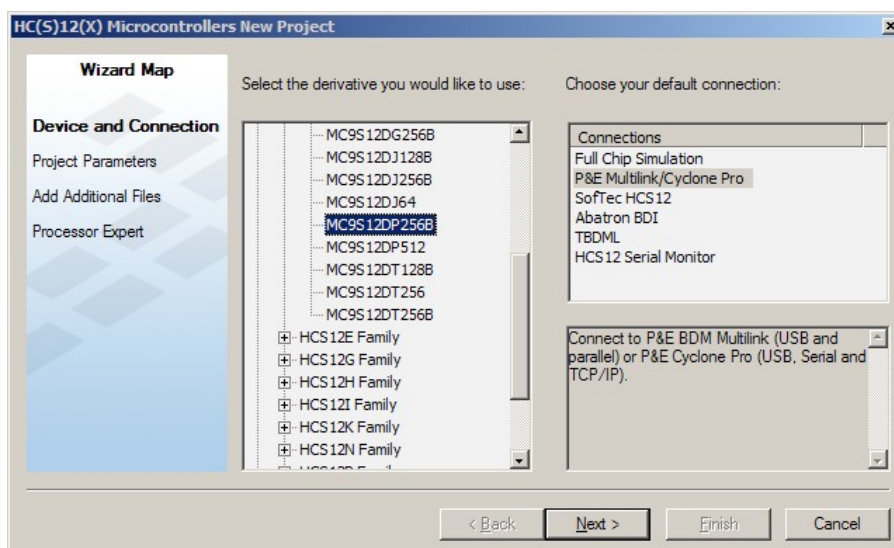 HC(S)12(X) Microcontrollers New Project
Wizard Map
Device and Connection
Project Parameters
Add Additional Files
Processor Expert
Select the derivative you would like to use:
MC9S12DG256B
MC9S12DJ128B
MC9S12DJ256B
MC9S12DJ64
MC9S12DP256B
MC9S12DP512
MC9S12DT128B
MC9S12DT256
MC9S12DT256B
HCS12E Family
HCS12G Family
HCS12H Family
HCS12I Family
HCS12K Family
HCS12N Family
Choose your default connection:
Connections
Full Chip Simulation
P&E Multilink/Cyclone Pro
SofTec HCS12
Abatron BDI
TBDML
HCS12 Serial Monitor
Connect to P&E BDM Multilink (USB and
parallel) or P&E Cyclone Pro (USB, Serial and
TCP/IP).
< Back
Next >
Finish
Cancel